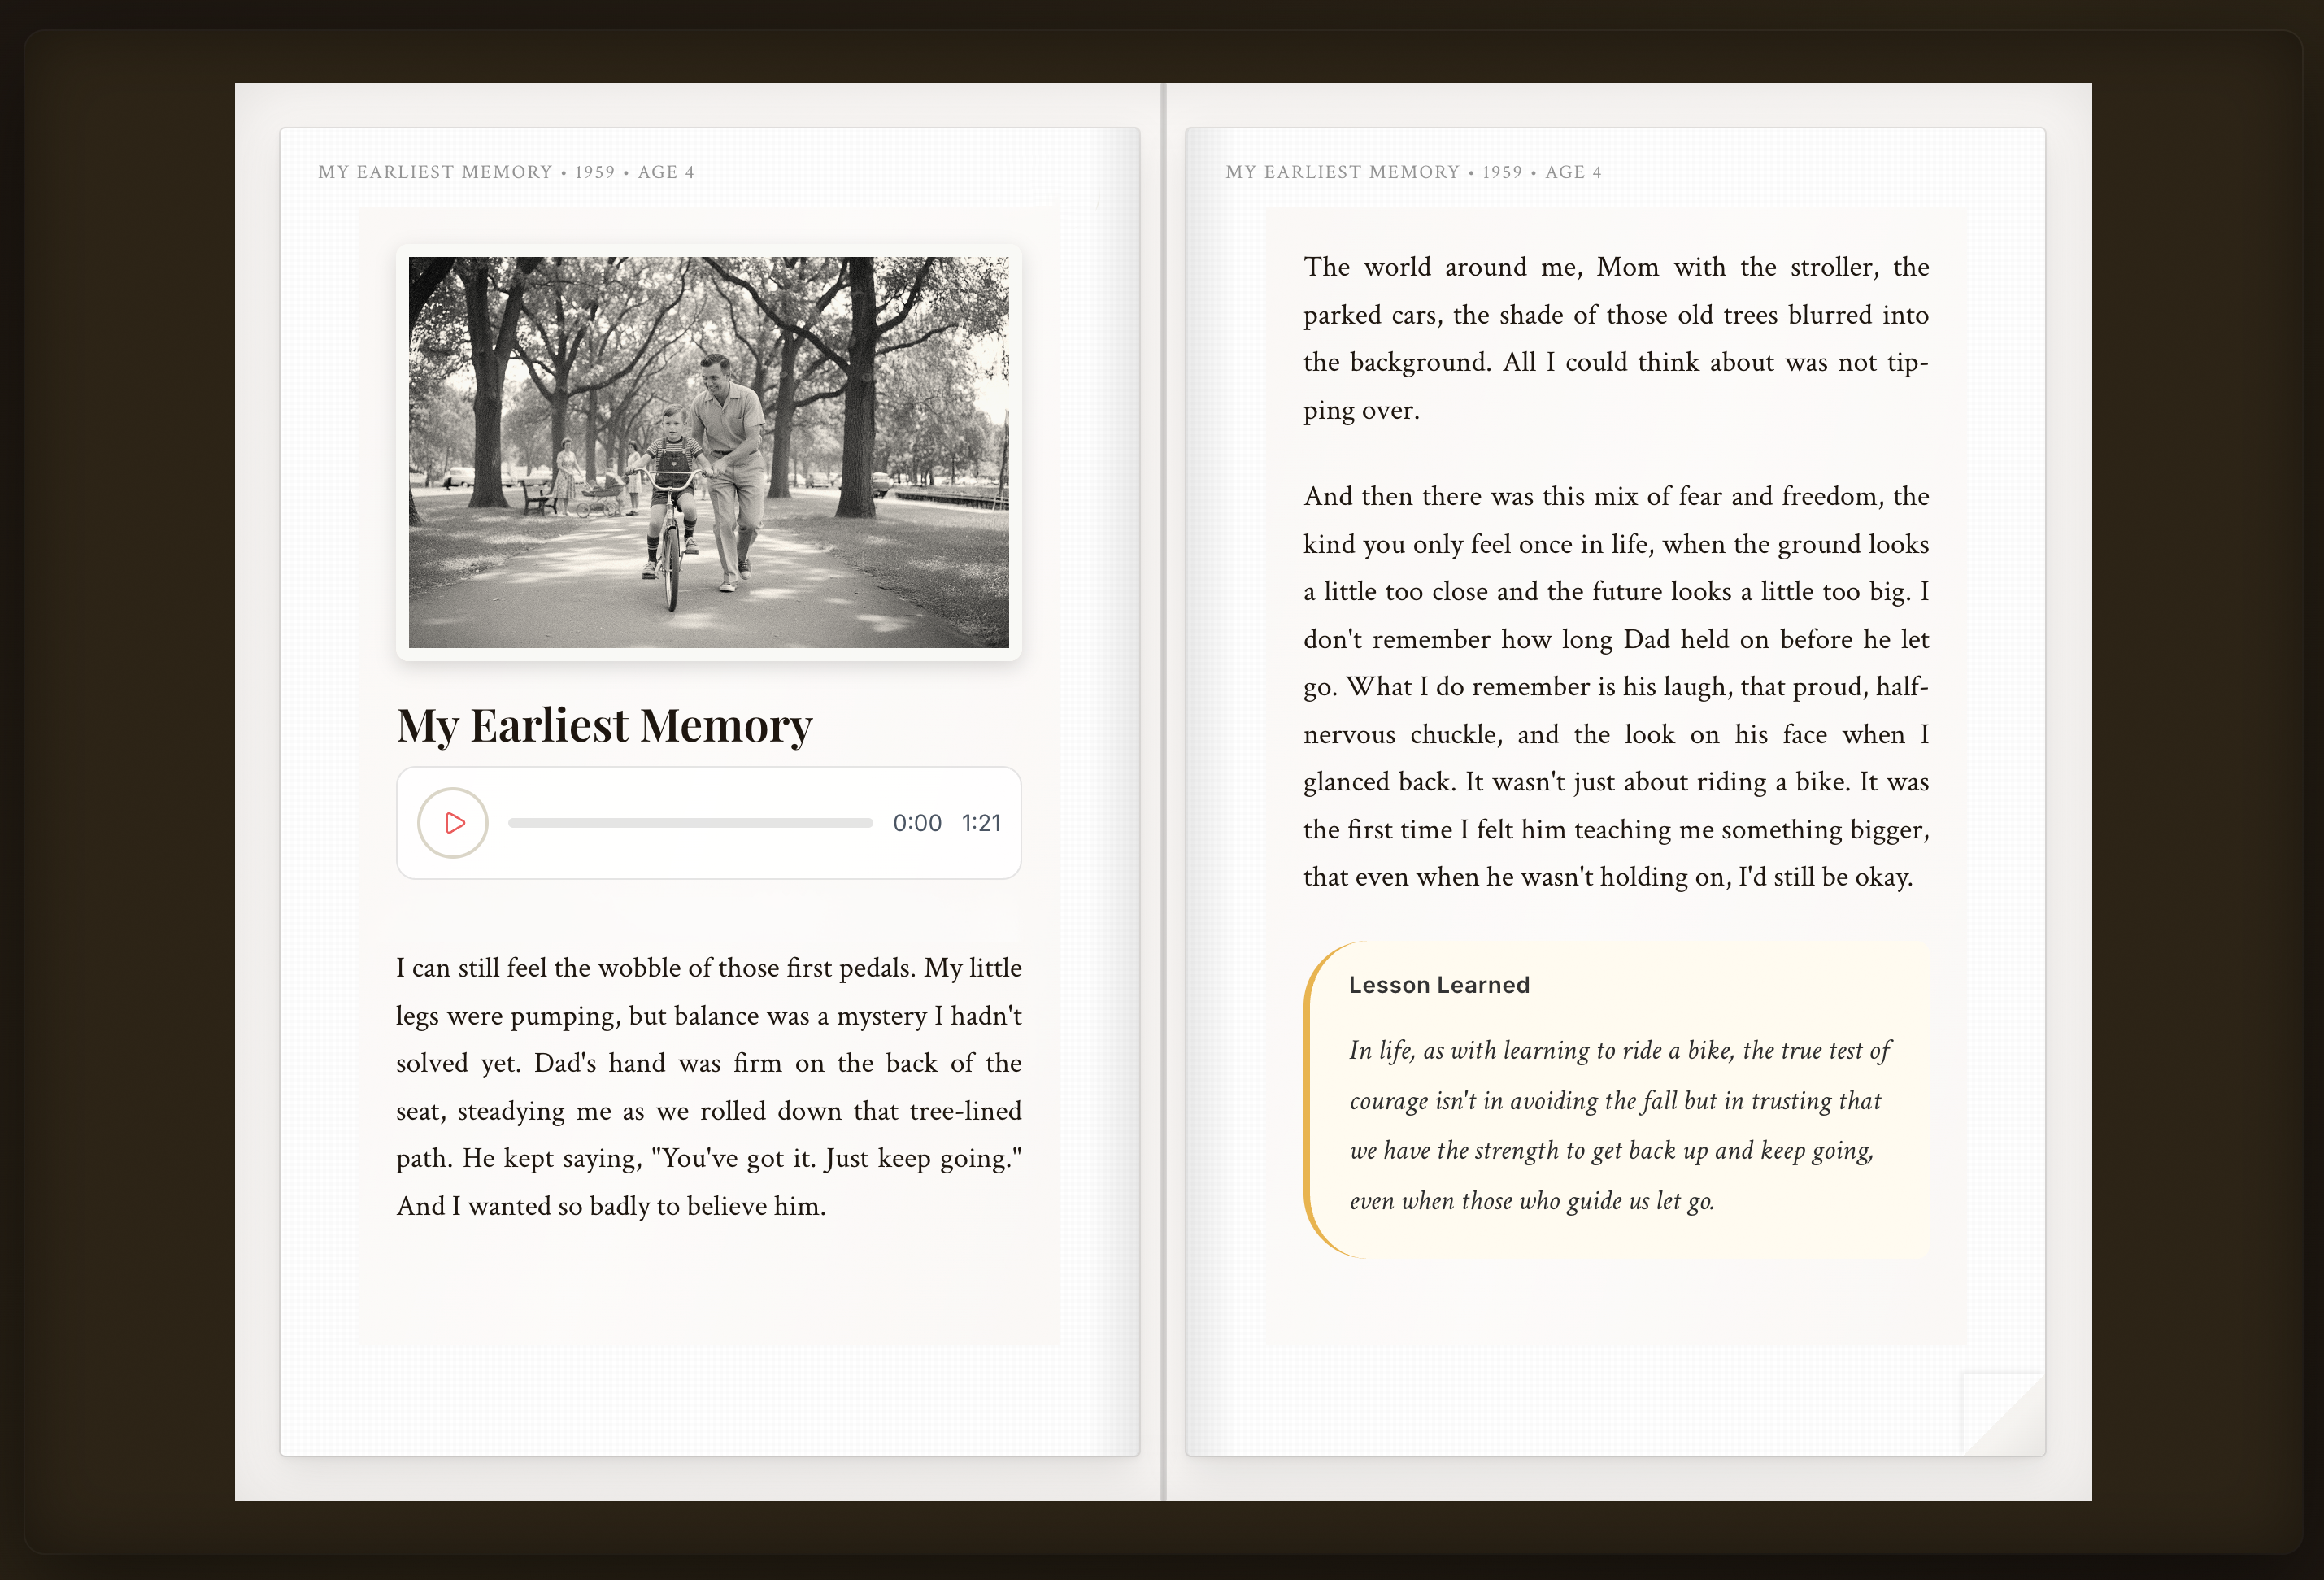 MY EARLIEST MEMORY • 1959 • AGE 4
My Earliest Memory
0:00 1:21
I can still feel the wobble of those first pedals. My little
legs were pumping, but balance was a mystery I hadn't
solved yet. Dad's hand was firm on the back of the
seat, steadying me as we rolled down that tree-lined
path. He kept saying, "You've got it. Just keep going."
And I wanted so badly to believe him.
MY EARLIEST MEMORY • 1959 • AGE 4
The world around me, Mom with the stroller, the
parked cars, the shade of those old trees blurred into
the background. All I could think about was not tip-
ping over.
And then there was this mix of fear and freedom, the
kind you only feel once in life, when the ground looks
a little too close and the future looks a little too big. I
don't remember how long Dad held on before he let
go. What I do remember is his laugh, that proud, half-
nervous chuckle, and the look on his face when I
glanced back. It wasn't just about riding a bike. It was
the first time I felt him teaching me something bigger,
that even when he wasn't holding on, I'd still be okay.
Lesson Learned
In life, as with learning to ride a bike, the true test of
courage isn't in avoiding the fall but in trusting that
we have the strength to get back up and keep going,
even when those who guide us let go.